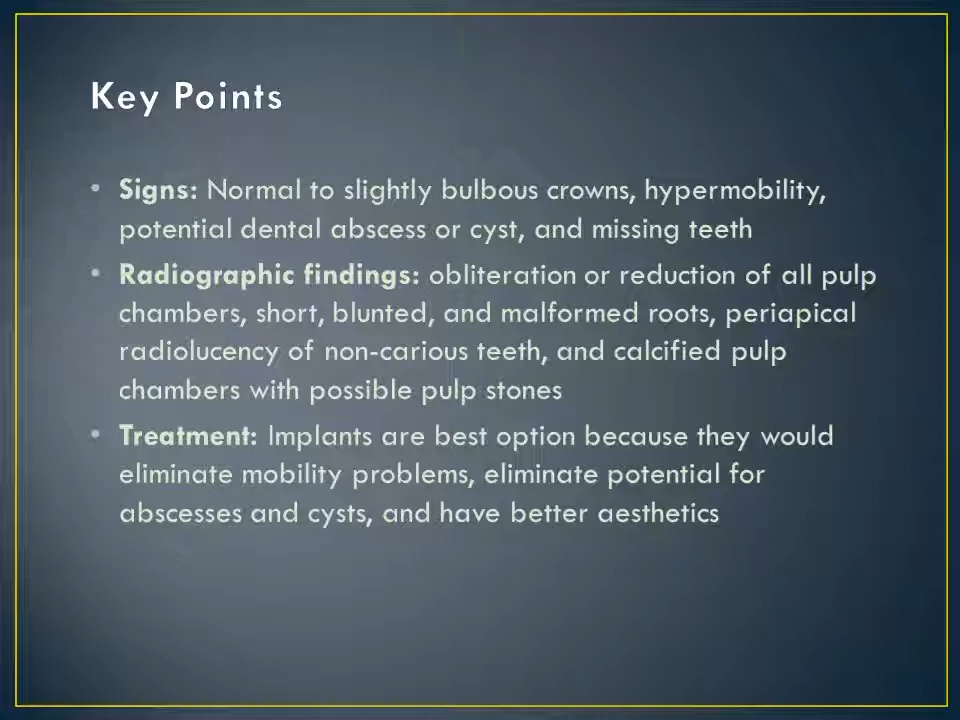 Key Points
• Signs: Normal to slightly bulbous crowns, hypermobility,
potential dental abscess or cyst, and missing teeth
• Radiographic findings: obliteration or reduction of all pulp
chambers, short, blunted, and malformed roots, periapical
radiolucency of non-carious teeth, and calcified pulp
chambers with possible pulp stones
• Treatment: Implants are best option because they would
eliminate mobility problems, eliminate potential for
abscesses and cysts, and have better aesthetics